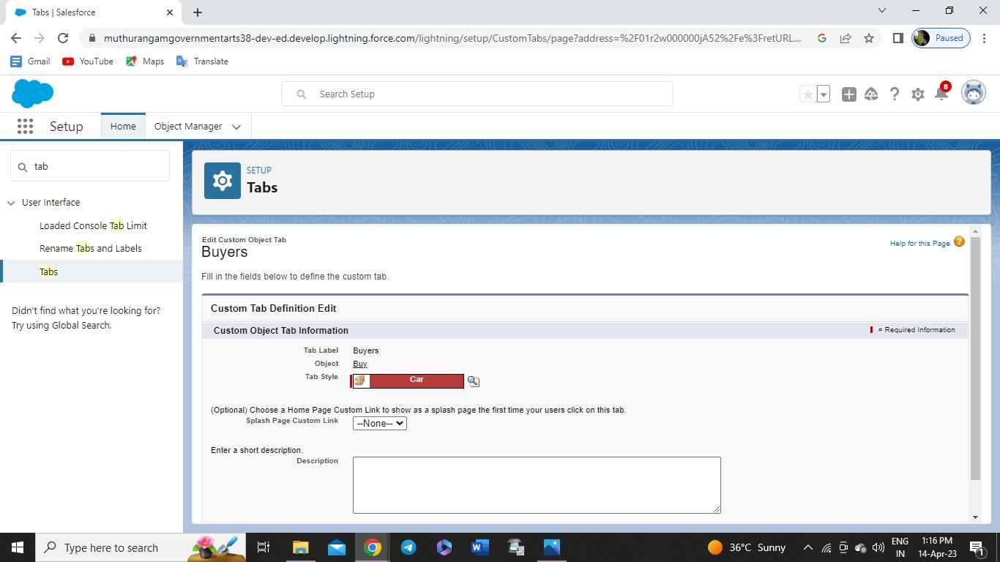 Tabs | Salesforce
muthurangamgovernmentarts38-dev-ed.develop.lightning.force.com/lightning/setup/CustomTabs/page?address=%2F01r2w000000jA52%2Fe%3FretURL...
Paused
Gmail
YouTube
Maps
Translate
Search Setup
8
Setup
Home
Object Manager
tab
User Interface
Loaded Console Tab Limit
Rename Tabs and Labels
Tabs
Didn't find what you're looking for?
Try using Global Search.
SETUP
Tabs
Edit Custom Object Tab
Buyers
Help for this Page
Fill in the fields below to define the custom tab.
Custom Tab Definition Edit
Custom Object Tab Information
= Required Information
Tab Label Buyers
Object Buy
Tab Style Car
(Optional) Choose a Home Page Custom Link to show as a splash page the first time your users click on this tab.
Splash Page Custom Link --None--
Enter a short description.
Description
Type here to search
36°C Sunny
ENG
IN
1:16 PM
14-Apr-23
1